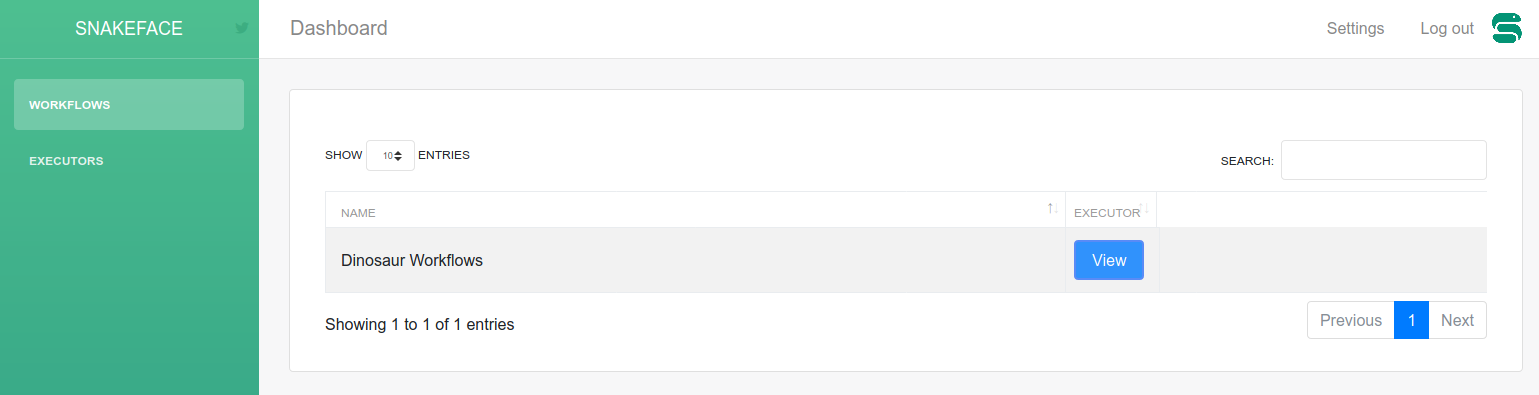 SNAKEFACE
Dashboard
Settings
Log out
WORKFLOWS
EXECUTORS
SHOW 10 ENTRIES
SEARCH:
NAME
EXECUTOR
Dinosaur Workflows
View
Showing 1 to 1 of 1 entries
Previous 1 Next